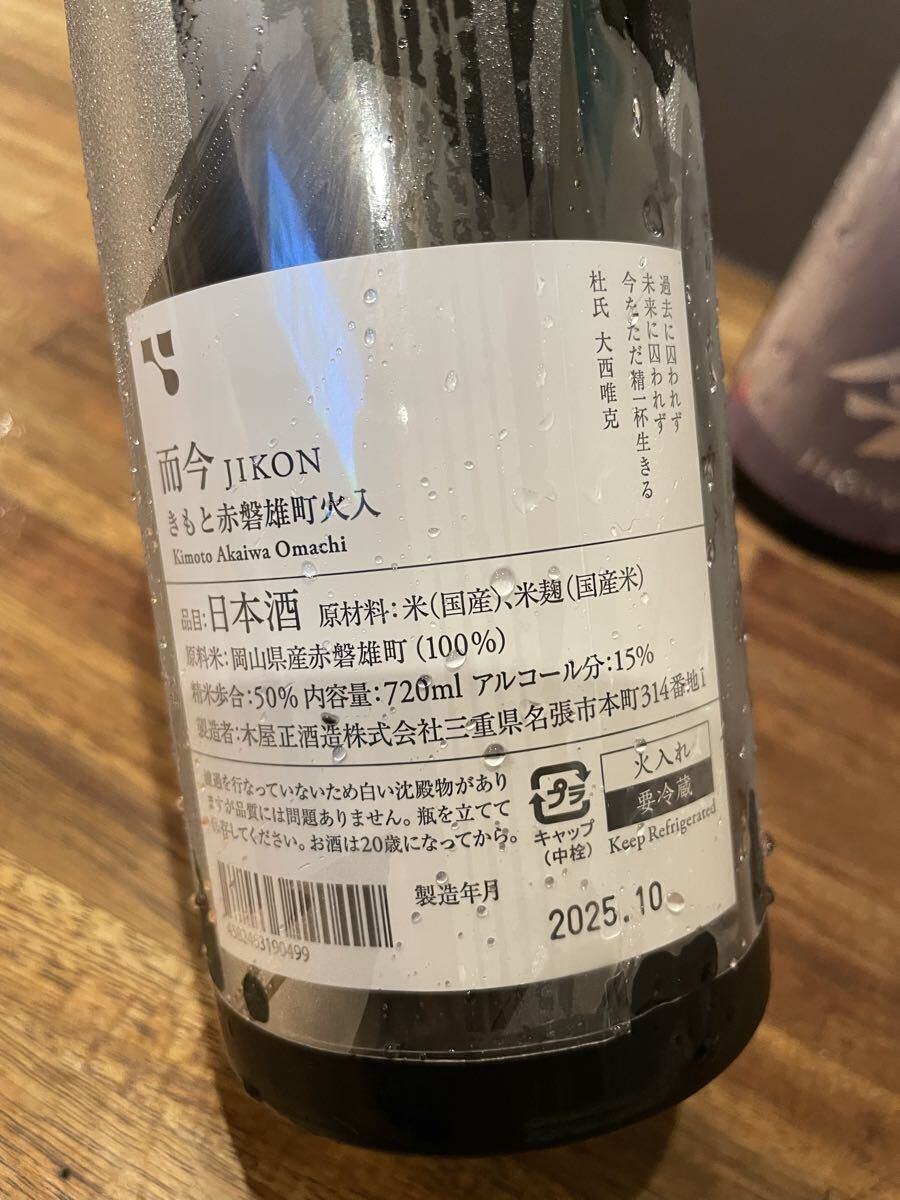 過去に囚われず
未来に囚われず
今をただ精一杯生きる
杜氏 大西唯克
而今 JIKON
きもと赤磐雄町火入
Kimoto Akaiwa Omachi
品目:日本酒 原材料:米(国産)、米麹(国産米)
原料米:岡山県産赤磐雄町(100%)
精米歩合:50% 内容量:720ml アルコール分:15%
製造者:木屋正酒造株式会社三重県名張市本町314番地1
濾過を行なっていないため白い沈殿物があり
ますが品質には問題ありません。瓶を立てて
保存してください。お酒は20歳になってから。
プラ
キャップ
(中栓)
火入れ
要冷蔵
Keep Refrigerated
製造年月
2025.10
4582463190499